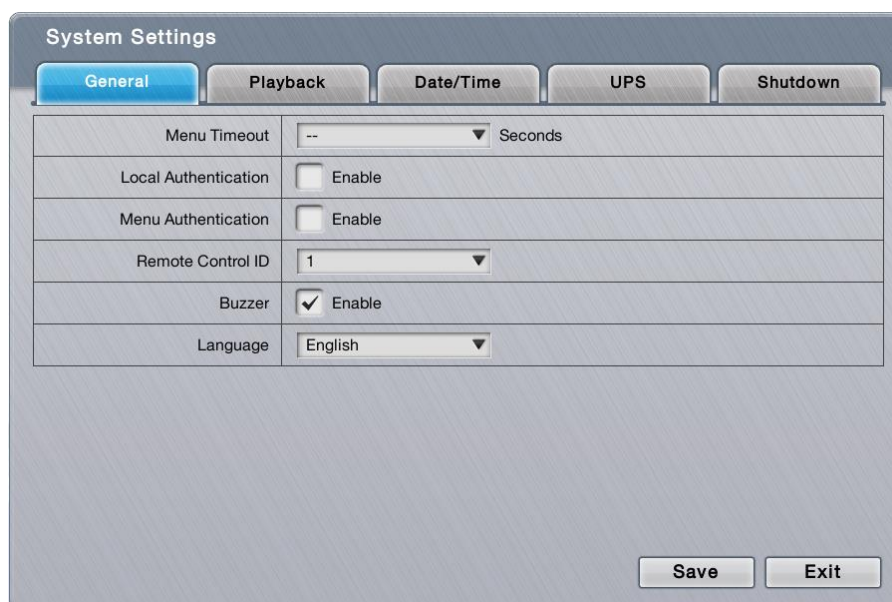 System Settings
General Playback Date/Time UPS Shutdown
Menu Timeout -- Seconds
Local Authentication Enable
Menu Authentication Enable
Remote Control ID 1
Buzzer Enable
Language English
Save Exit